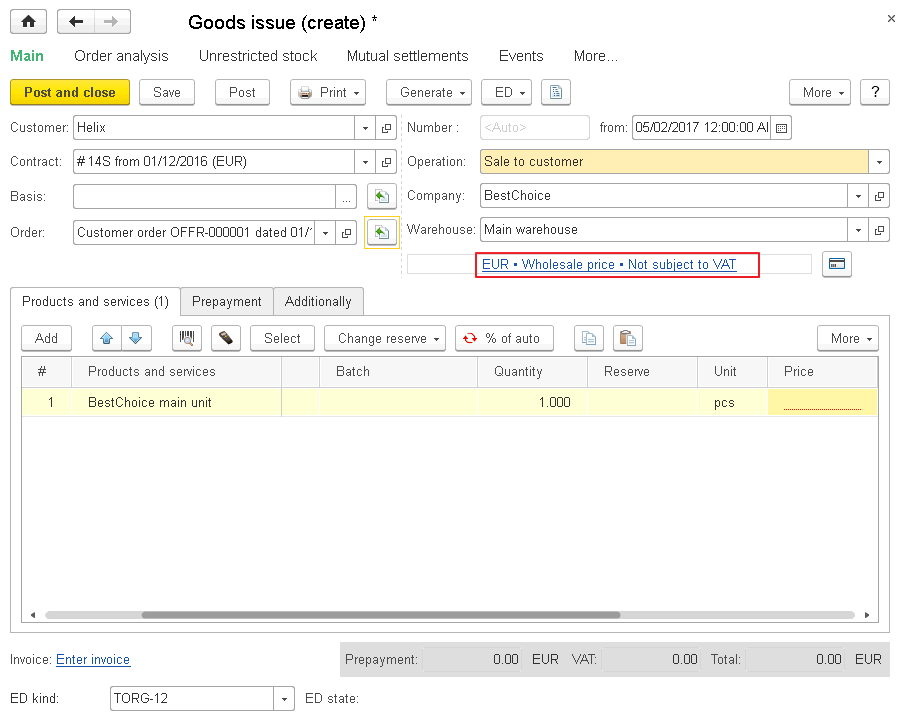 Goods issue (create) *
Main Order analysis Unrestricted stock Mutual settlements Events More...
Post and close Save Post Print Generate ED More ?
Customer: Helix Number : <Auto> from: 05/02/2017 12:00:00 AI
Contract: # 14S from 01/12/2016 (EUR) Operation: Sale to customer
Basis: ... Company: BestChoice
Order: Customer order OFFR-000001 dated 01/ Warehouse: Main warehouse
EUR • Wholesale price • Not subject to VAT
Products and services (1) Prepayment Additionally
Add Select Change reserve % of auto More
# Products and services Batch Quantity Reserve Unit Price
1 BestChoice main unit 1.000 pcs
Invoice: Enter invoice Prepayment: 0.00 EUR VAT: 0.00 Total: 0.00 EUR
ED kind: TORG-12 ED state: